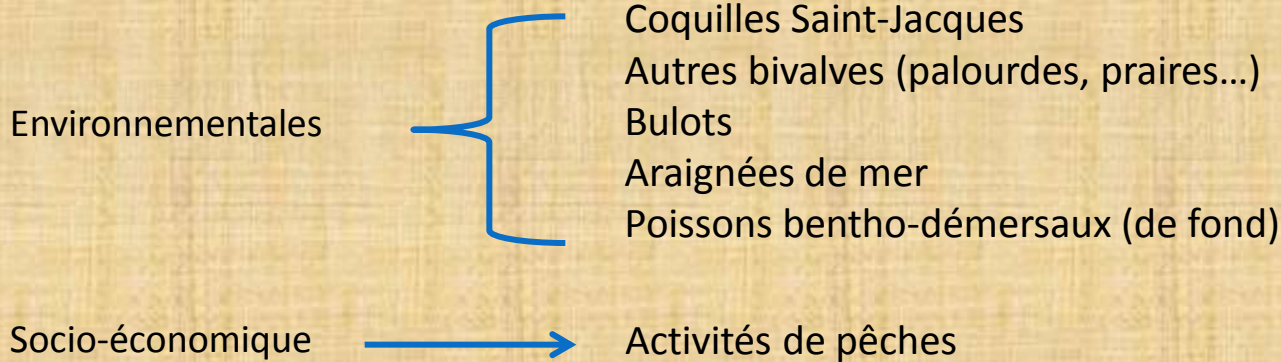 Coquilles Saint-Jacques
Autres bivalves (palourdes, praires…)
Environnementales
Bulots
Araignées de mer
Poissons bentho-démersaux (de fond)
Socio-économique
Activités de pêches